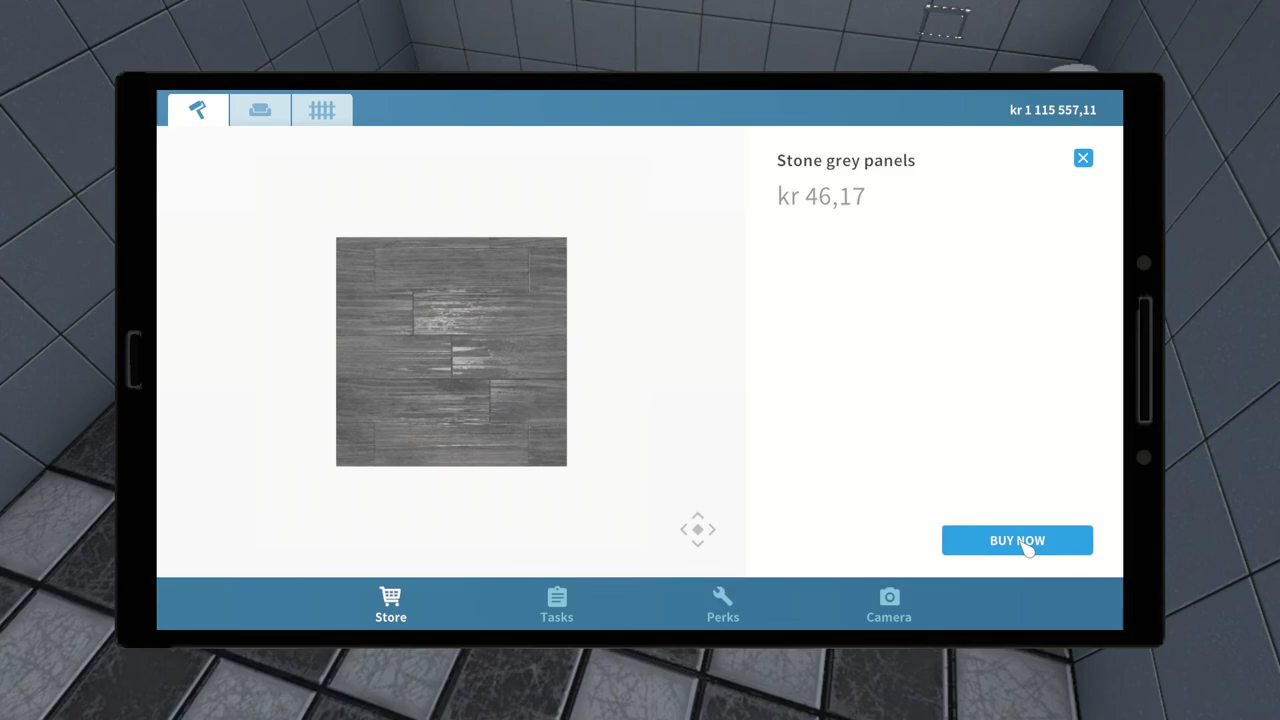 kr 1 115 557,11
Stone grey panels
kr 46,17
BUY NOW
Store
Tasks
Perks
Camera